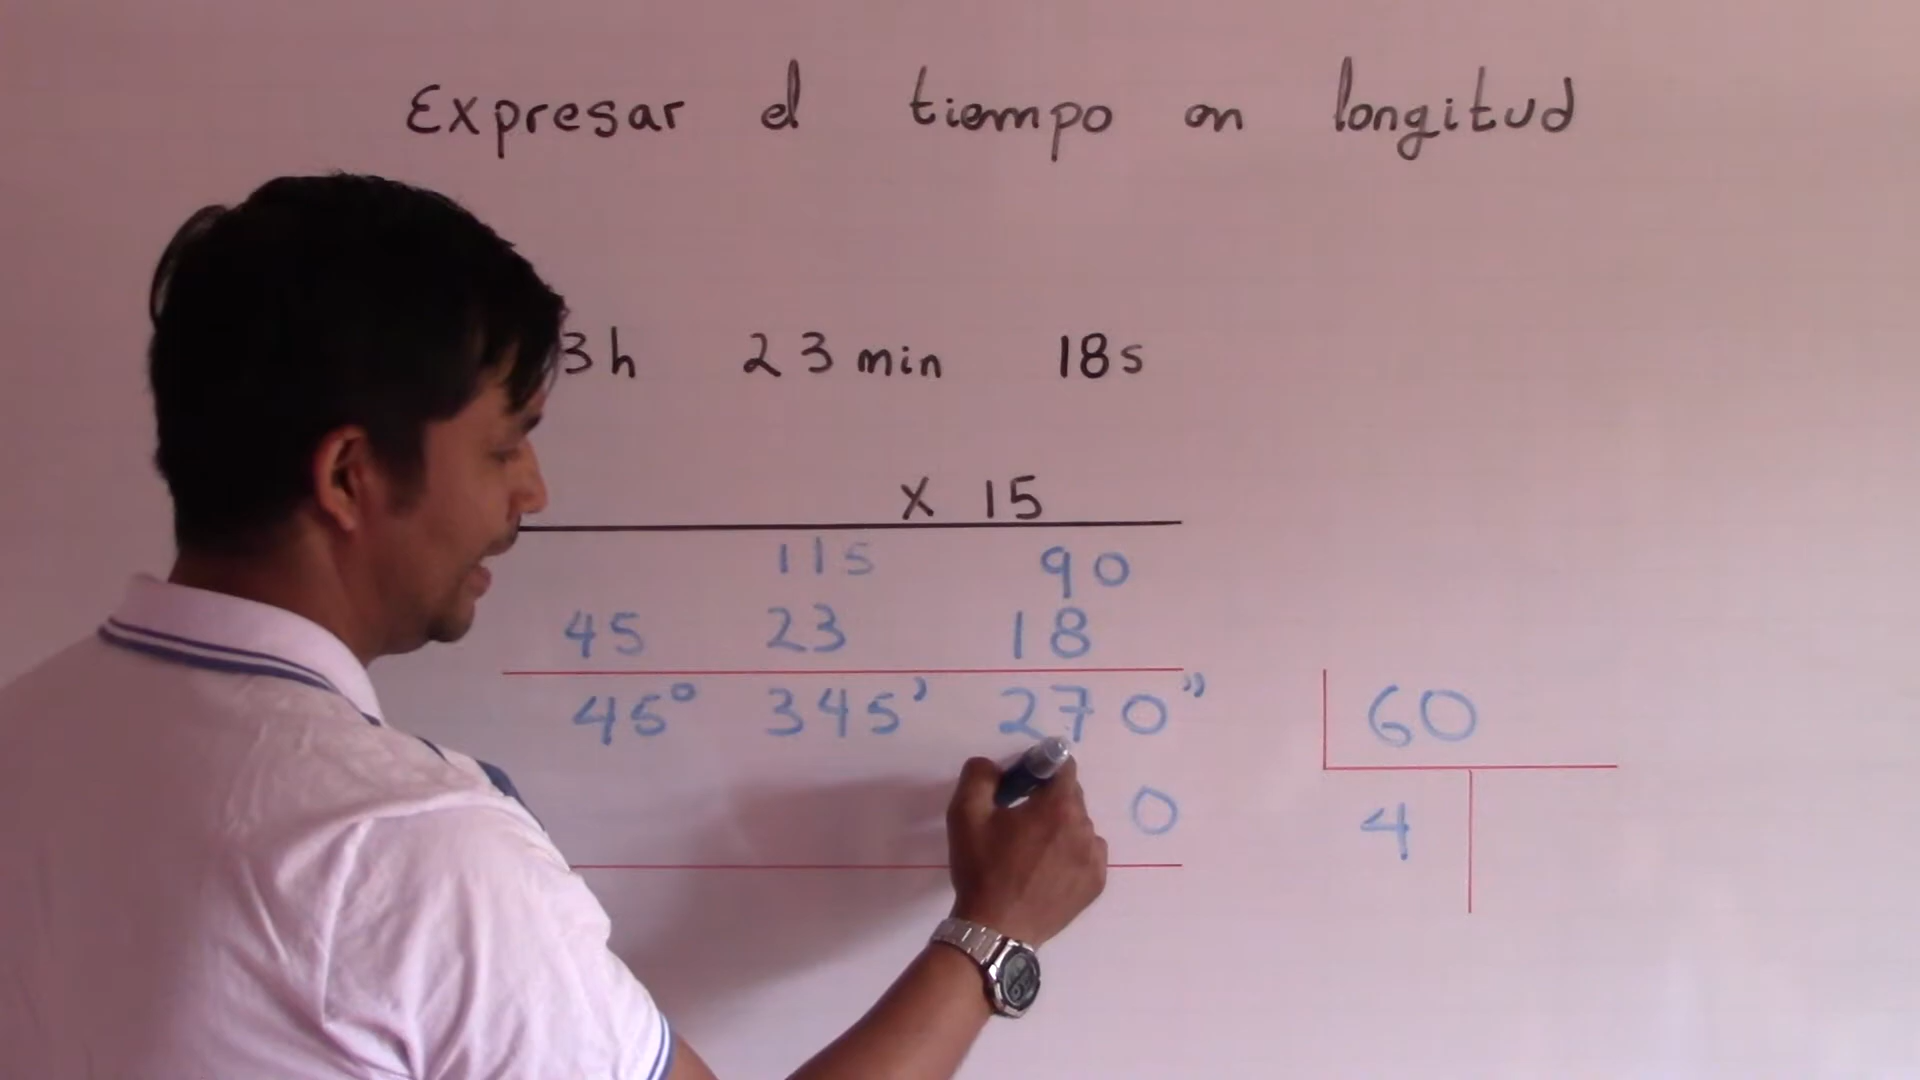 Expresar el tiempo en longitud
3h 23 min 18s
X 15
115 90
45 23 18
45° 345' 270" 60
0 4